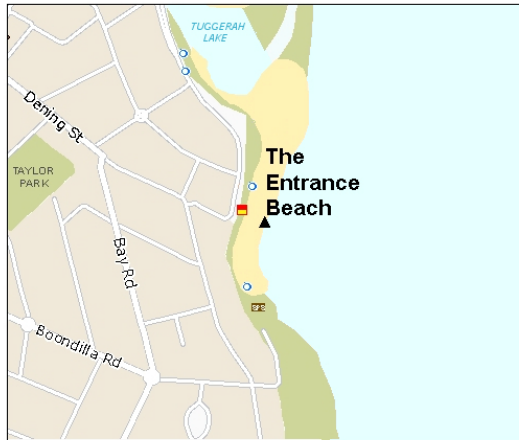 TUGGERAH
LAKE
Dening St
The
Entrance
Beach
TAYLOR
PARK
Bay Rd
Boondilla Rd